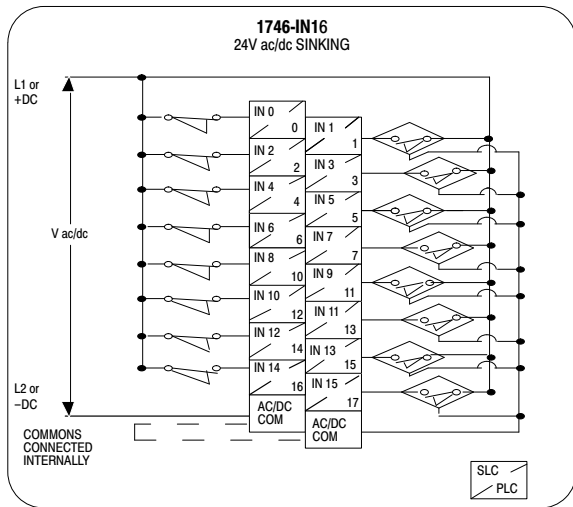 1746-IN16
24V ac/dc SINKING
L1 or
+DC
V ac/dc
L2 or
–DC
COMMONS
CONNECTED
INTERNALLY
IN 0
0
IN 1
1
IN 2
2
IN 3
3
IN 4
4
IN 5
5
IN 6
6
IN 7
7
IN 8
10
IN 9
11
IN 10
12
IN 11
13
IN 12
14
IN 13
15
IN 14
16
IN 15
17
AC/DC
COM
AC/DC
COM
SLC
PLC